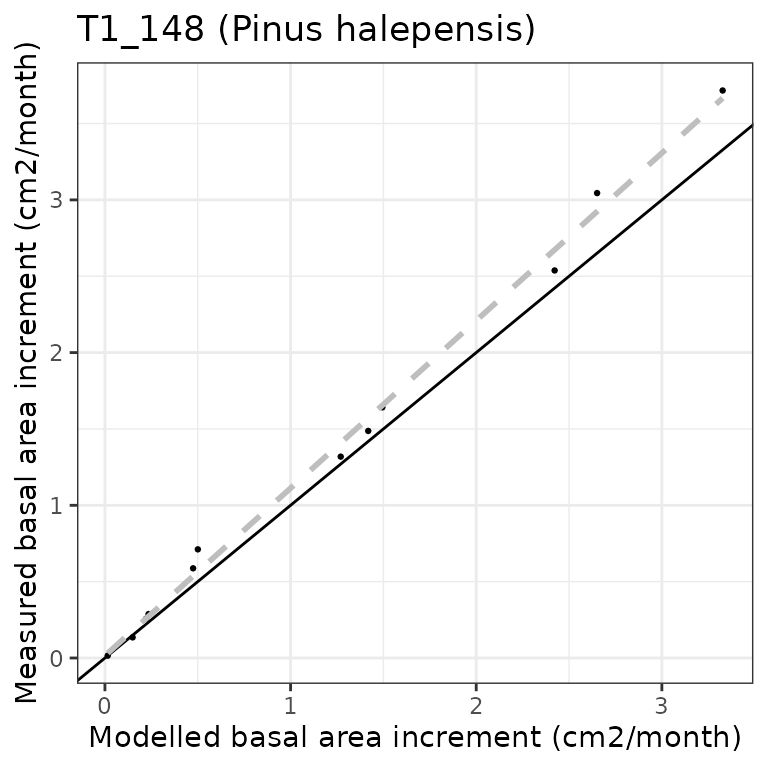 T1_148 (Pinus halepensis)
Measured basal area increment (cm2/month)
3
2
1
0
0 1 2 3
Modelled basal area increment (cm2/month)